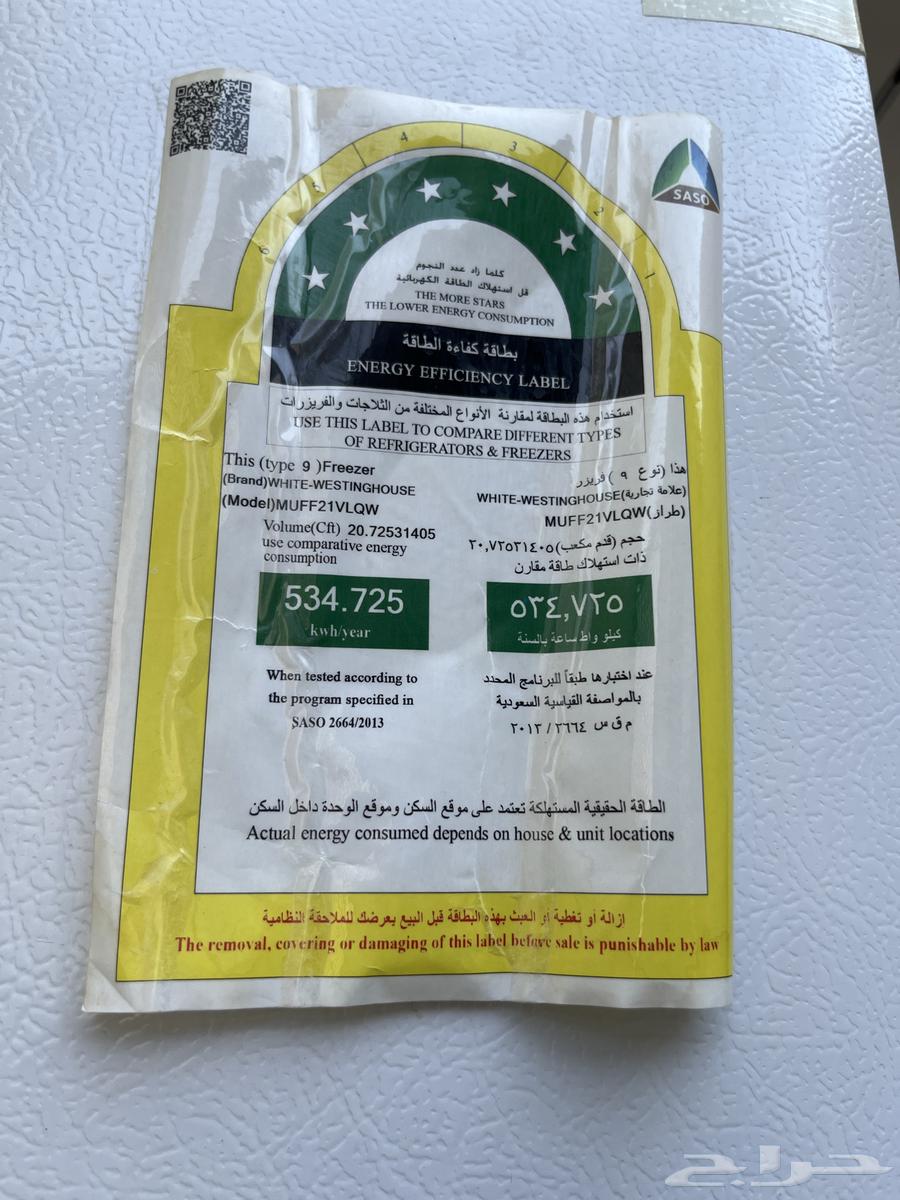 SASO
6
5
4
3
2
1
كلما زاد عدد النجوم
قل استهلاك الطاقة الكهربائية
THE MORE STARS
THE LOWER ENERGY CONSUMPTION
بطاقة كفاءة الطاقة
ENERGY EFFICIENCY LABEL
استخدام هذه البطاقة لمقارنة الأنواع المختلفة من الثلاجات والفريزرات
USE THIS LABEL TO COMPARE DIFFERENT TYPES
OF REFRIGERATORS & FREEZERS
This (type 9 )Freezer
(Brand)WHITE-WESTINGHOUSE
(Model)MUFF21VLQW
Volume(Cft) 20.72531405
use comparative energy
consumption
534.725
kwh/year
When tested according to
the program specified in
SASO 2664/2013
هذا (نوع ٩ ) فريزر
(علامة تجارية)WHITE-WESTINGHOUSE
(طراز)MUFF21VLQW
حجم (قدم مكعب)٢٠,٧٢٥٣١٤٠٥
ذات استهلاك طاقة مقارن
٥٣٤,٧٢٥
كيلو واط ساعة بالسنة
عند اختبارها طبقاً للبرنامج المحدد
بالمواصفة القياسية السعودية
م ق س ٢٦٦٤ / ٢٠١٣
الطاقة الحقيقية المستهلكة تعتمد على موقع السكن وموقع الوحدة داخل السكن
Actual energy consumed depends on house & unit locations
ازالة أو تغطية أو العبث بهذه البطاقة قبل البيع يعرضك للملاحقة النظامية
The removal, covering or damaging of this label before sale is punishable by law
حراج